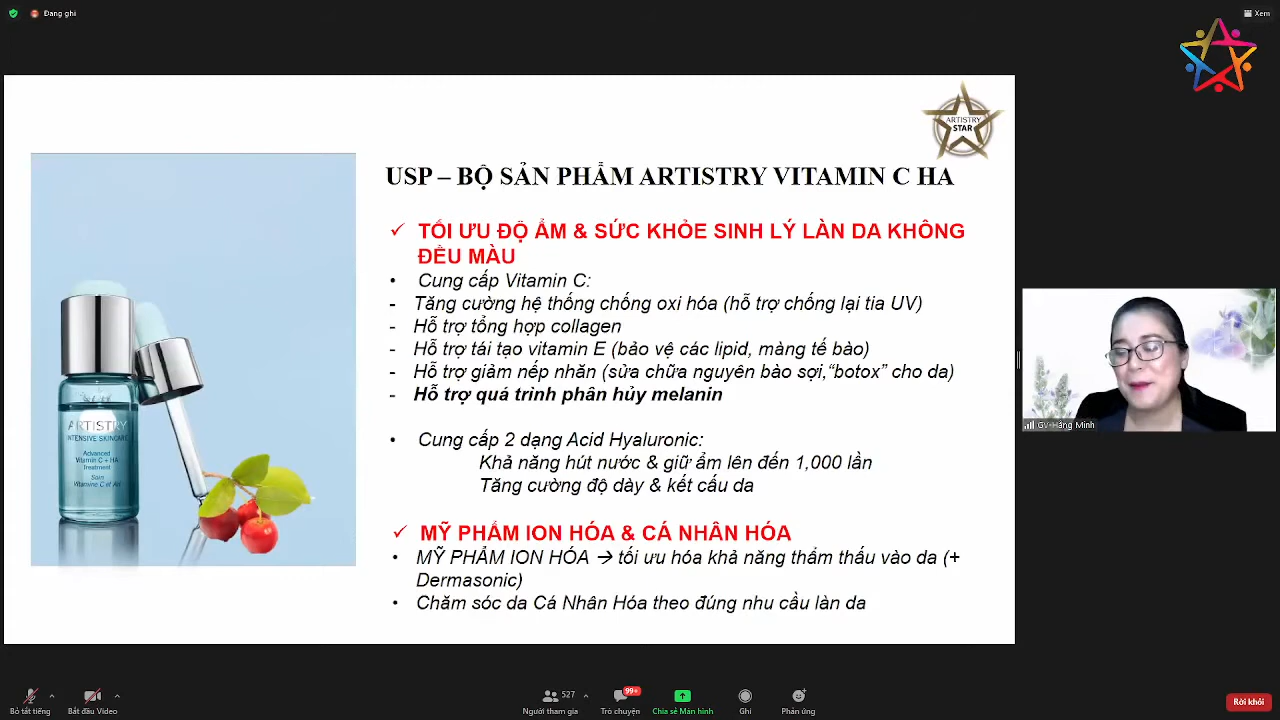 Đang ghi
Xem
ARTISTRY
STAR
USP – BỘ SẢN PHẨM ARTISTRY VITAMIN C HA
✓ TỐI ƯU ĐỘ ẨM & SỨC KHỎE SINH LÝ LÀN DA KHÔNG
ĐỀU MÀU
• Cung cấp Vitamin C:
- Tăng cường hệ thống chống oxi hóa (hỗ trợ chống lại tia UV)
- Hỗ trợ tổng hợp collagen
- Hỗ trợ tái tạo vitamin E (bảo vệ các lipid, màng tế bào)
- Hỗ trợ giảm nếp nhăn (sửa chữa nguyên bào sợi,“botox” cho da)
- Hỗ trợ quá trình phân hủy melanin
• Cung cấp 2 dạng Acid Hyaluronic:
Khả năng hút nước & giữ ẩm lên đến 1,000 lần
Tăng cường độ dày & kết cấu da
✓ MỸ PHẨM ION HÓA & CÁ NHÂN HÓA
• MỸ PHẨM ION HÓA → tối ưu hóa khả năng thẩm thấu vào da (+
Dermasonic)
• Chăm sóc da Cá Nhân Hóa theo đúng nhu cầu làn da
ARTISTRY
INTENSIVE SKINCARE
Advanced
Vitamin C + HA
Treatment
Soin
Vitamine C et AH
GV-Hằng Minh
Bỏ tắt tiếng
Bắt đầu Video
527
Người tham gia
99+
Trò chuyện
Chia sẻ Màn hình
Ghi
Phản ứng
Rời khỏi